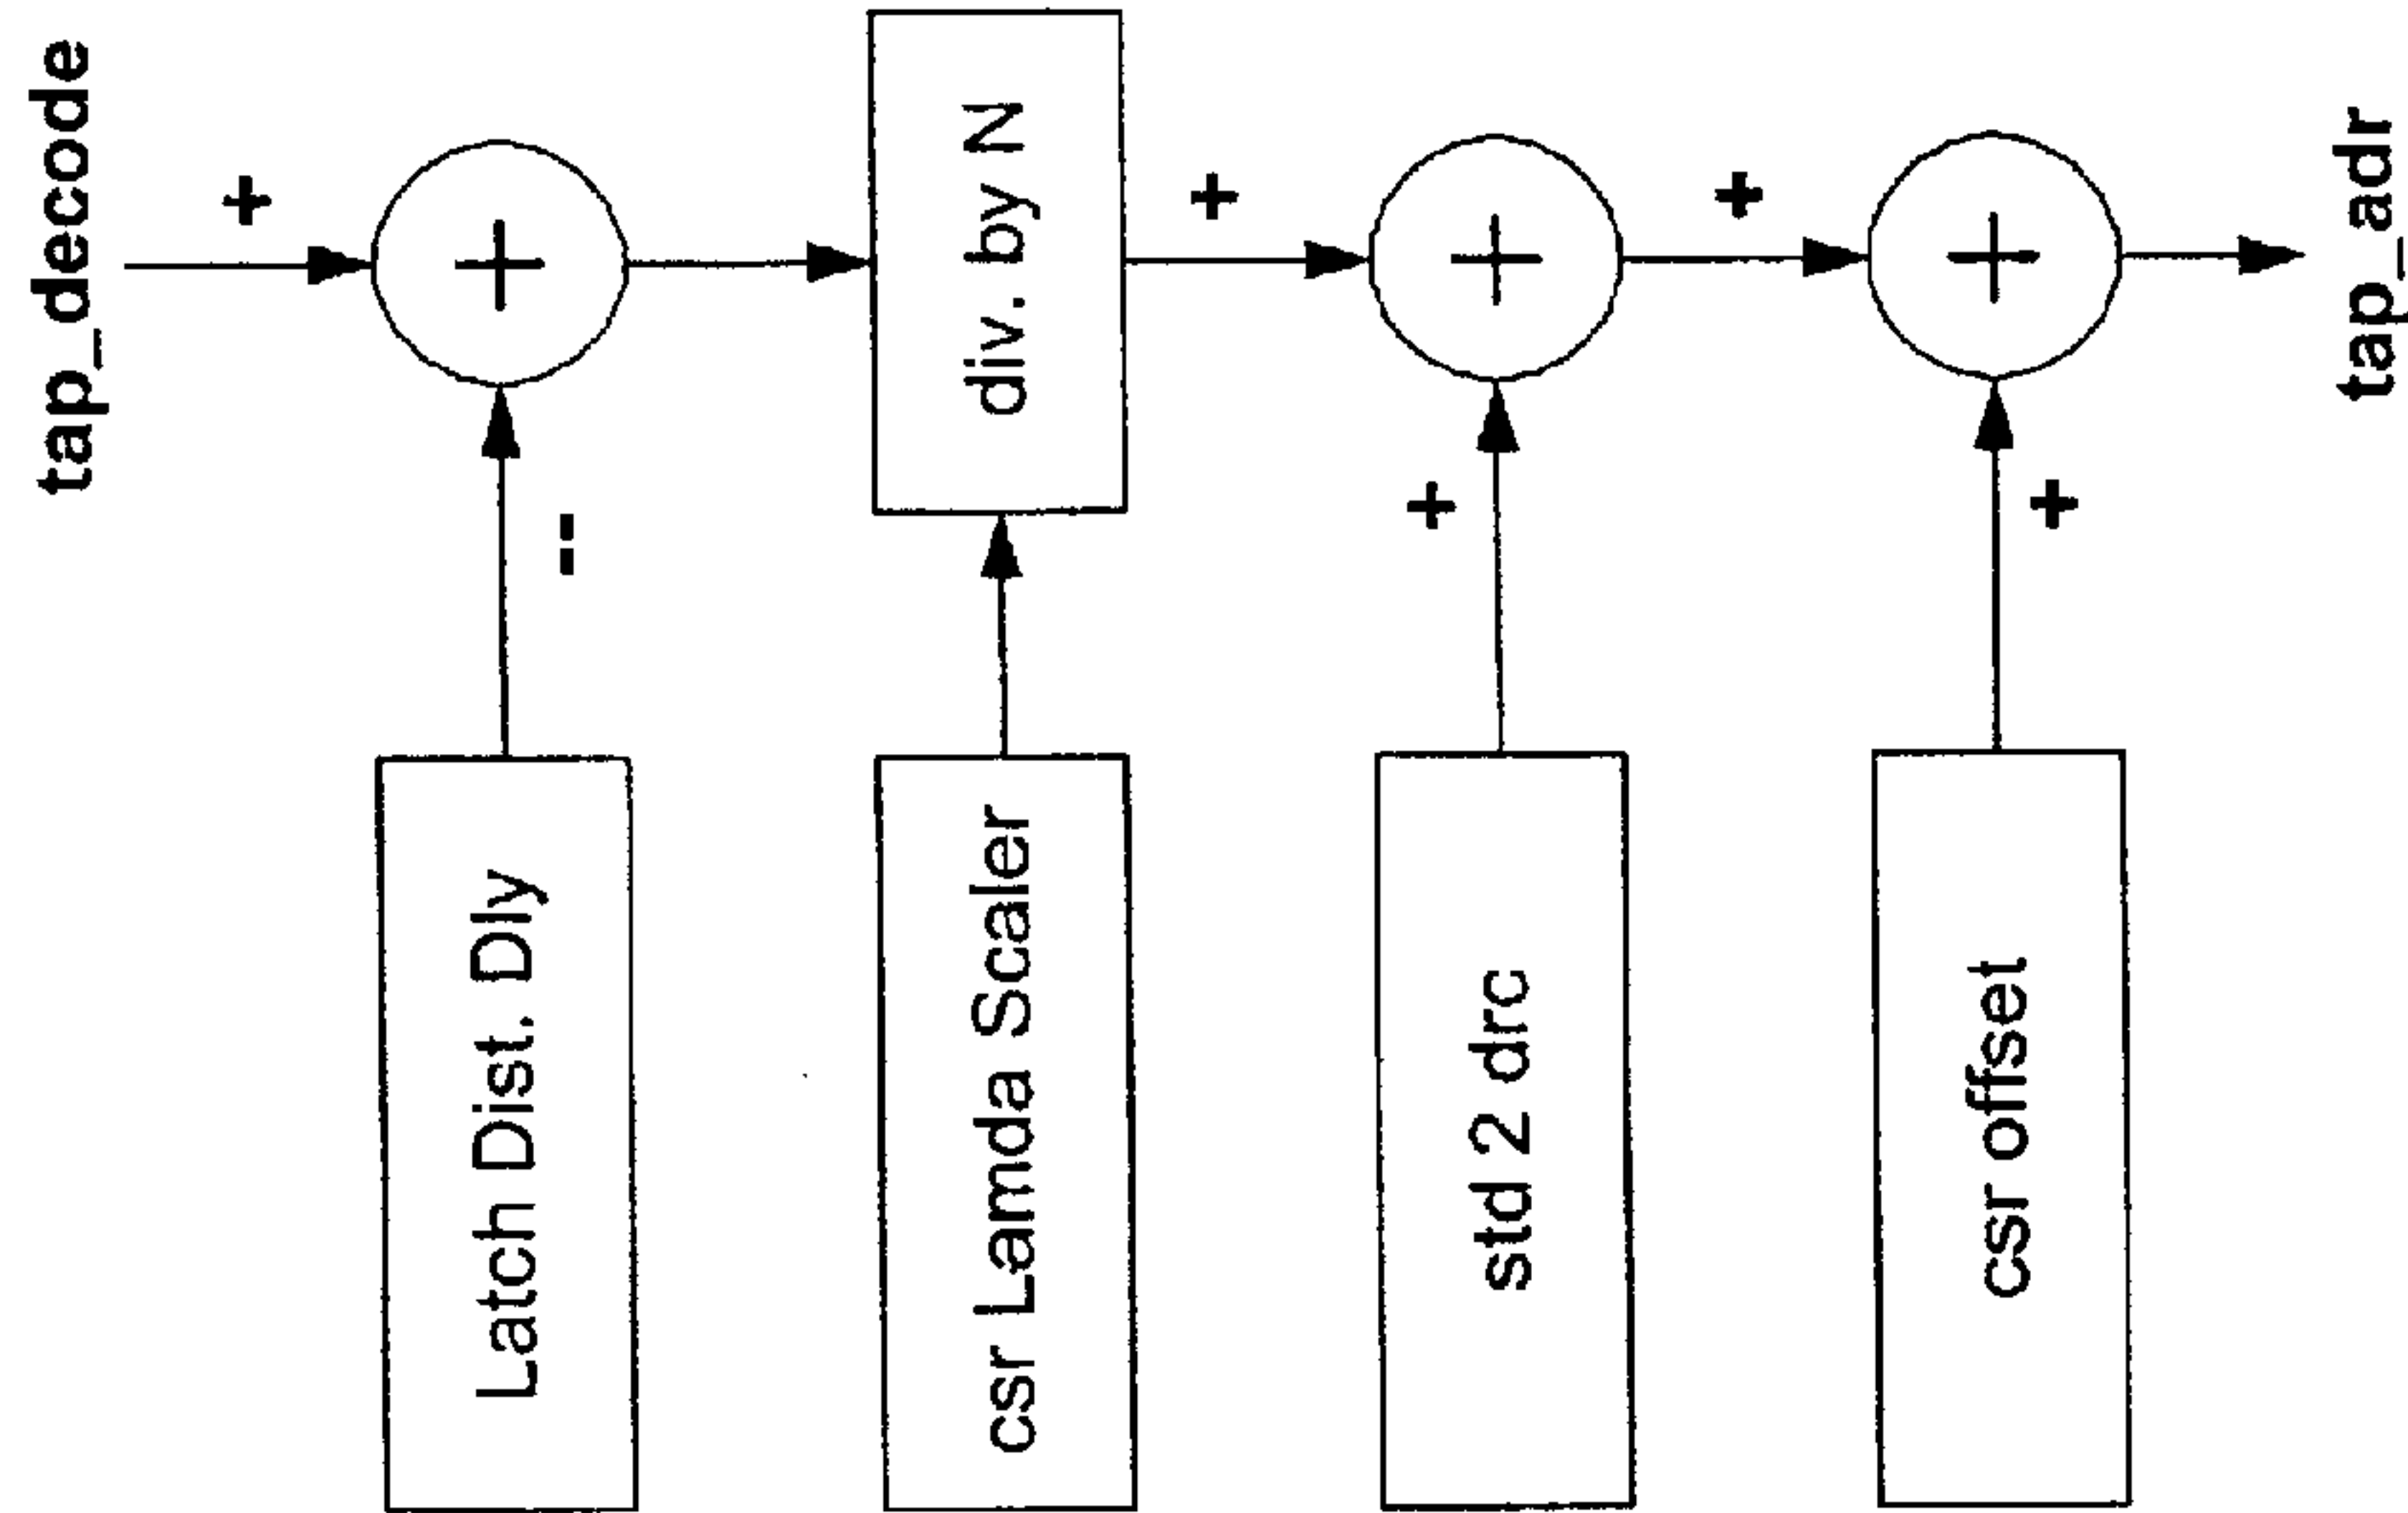 tap_decode
+
+
Latch Dist. Dly
--
div. by N
csr Lamda Scaler
+
+
+
std 2 drc
+
+
+
csr offset
tap_adr